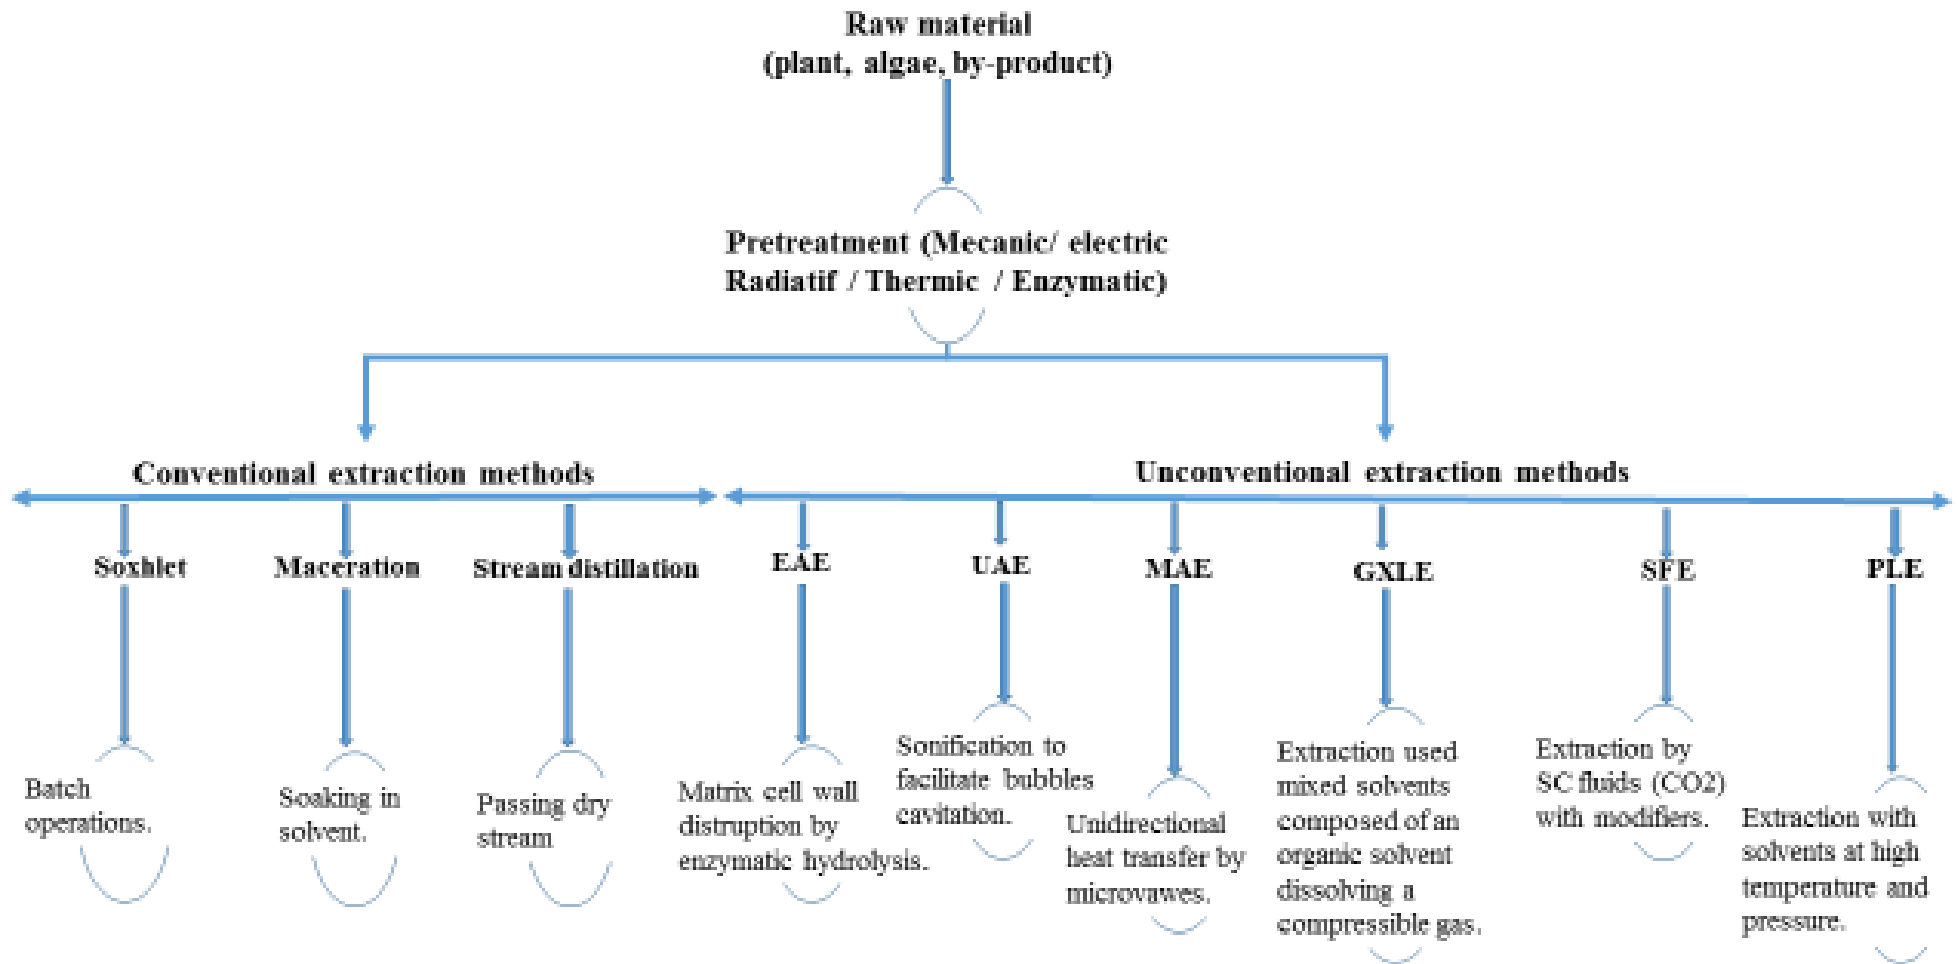 Raw material
(plant, algae, by-product)
Pretreatment (Mecanic/ electric
Radiatif / Thermic / Enzymatic)
Conventional extraction methods
Unconventional extraction methods
Soxhlet
Maceration
Stream distillation
EAE
UAE
MAE
GXLE
SFE
PLE
Batch
operations.
Soaking in
solvent.
Passing dry
stream
Matrix cell wall
distruption by
enzymatic hydrolysis.
Sonification to
facilitate bubbles
cavitation.
Unidirectional
heat transfer by
microvawes.
Extraction used
mixed solvents
composed of an
organic solvent
dissolving a
compressible gas.
Extraction by
SC fluids (CO2)
with modifiers.
Extraction with
solvents at high
temperature and
pressure.